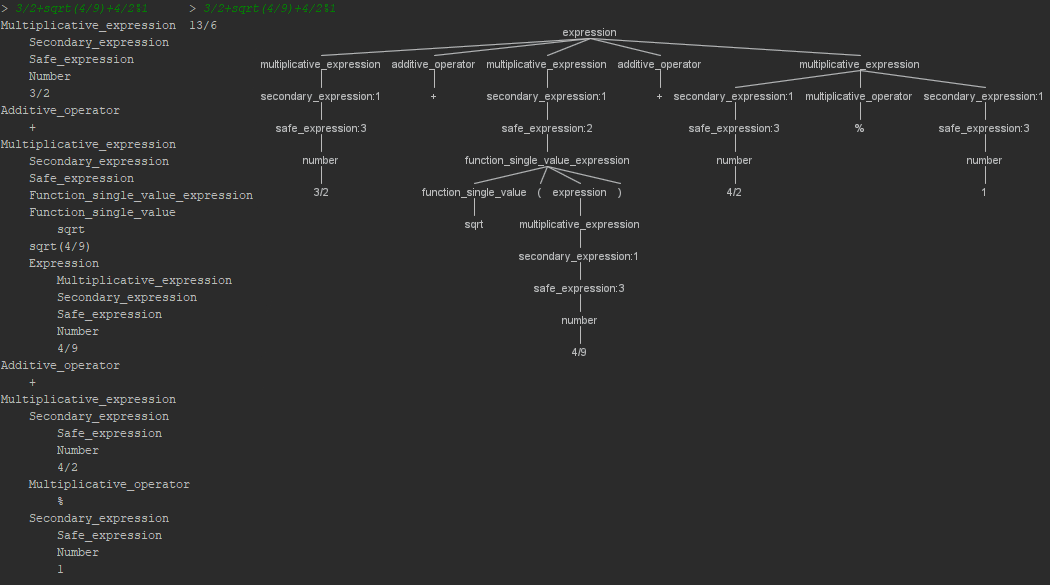 > 3/2+sqrt(4/9)+4/2%1
Multiplicative_expression
Secondary_expression
Safe_expression
Number
3/2
Additive_operator
+
Multiplicative_expression
Secondary_expression
Safe_expression
Function_single_value_expression
Function_single_value
sqrt
sqrt(4/9)
Expression
Multiplicative_expression
Secondary_expression
Safe_expression
Number
4/9
Additive_operator
+
Multiplicative_expression
Secondary_expression
Safe_expression
Number
4/2
Multiplicative_operator
%
Secondary_expression
Safe_expression
Number
1
> 3/2+sqrt(4/9)+4/2%1
13/6
expression
multiplicative_expression additive_operator multiplicative_expression additive_operator multiplicative_expression
secondary_expression:1 + secondary_expression:1 + secondary_expression:1 multiplicative_operator secondary_expression:1
safe_expression:3 safe_expression:2 safe_expression:3 % safe_expression:3
number function_single_value_expression number number
3/2 function_single_value ( expression ) 4/2 1
sqrt multiplicative_expression
secondary_expression:1
safe_expression:3
number
4/9